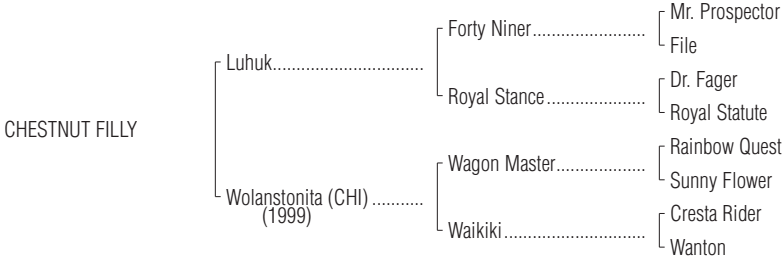 Mr. Prospector
Forty Niner
File
Luhuk
Dr. Fager
Royal Stance
Royal Statute
CHESTNUT FILLY
Rainbow Quest
Wagon Master
Sunny Flower
Wolanstonita (CHI)
(1999)
Cresta Rider
Waikiki
Wanton